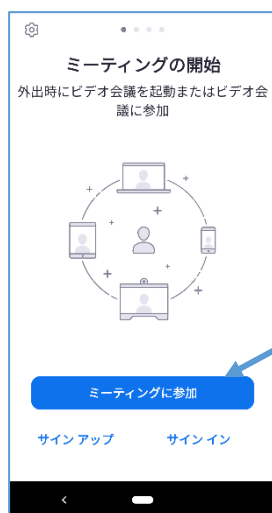 ミーティングの開始
外出時にビデオ会議を起動またはビデオ会
議に参加
ミーティングに参加
サイン アップ
サイン イン